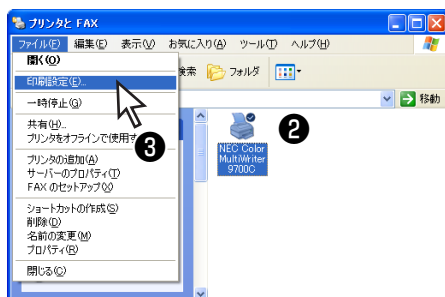 プリンタと FAX
ファイル(F) 編集(E) 表示(V) お気に入り(A) ツール(T) ヘルプ(H)
開く(O)
印刷設定(E)...
一時停止(G)
共有(H)...
プリンタをオフラインで使用す
プリンタの追加(A)
サーバーのプロパティ(T)
FAX のセットアップ(X)
ショートカットの作成(S)
削除(D)
名前の変更(M)
プロパティ(R)
閉じる(C)
索 フォルダ
移動
❷
❸
NEC Color
MultiWriter
9700C